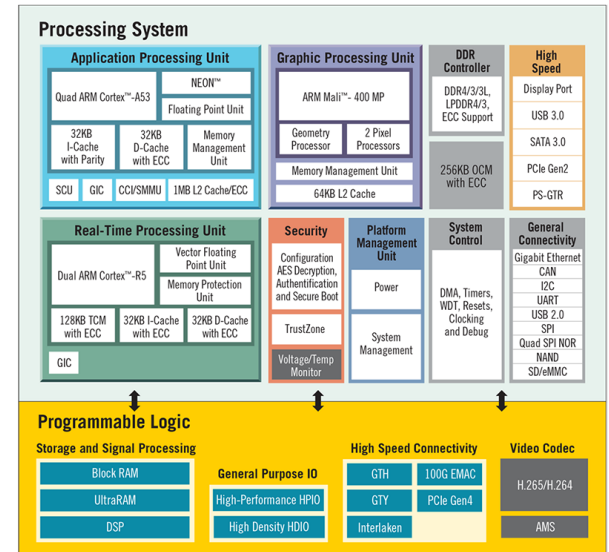 Processing System
Application Processing Unit
Quad ARM Cortex™-A53
NEON™
Floating Point Unit
32KB
I-Cache
with Parity
32KB
D-Cache
with ECC
Memory
Management
Unit
SCU
GIC
CCI/SMMU
1MB L2 Cache/ECC
Graphic Processing Unit
ARM Mali™- 400 MP
Geometry
Processor
2 Pixel
Processors
Memory Management Unit
64KB L2 Cache
DDR
Controller
DDR4/3/3L,
LPDDR4/3,
ECC Support
256KB OCM
with ECC
High
Speed
Display Port
USB 3.0
SATA 3.0
PCIe Gen2
PS-GTR
Real-Time Processing Unit
Dual ARM Cortex™-R5
Vector Floating
Point Unit
Memory Protection
Unit
128KB TCM
with ECC
32KB I-Cache
with ECC
32KB D-Cache
with ECC
GIC
Security
Configuration
AES Decryption,
Authentification
and Secure Boot
TrustZone
Voltage/Temp
Monitor
Platform
Management
Unit
Power
System
Management
System
Control
DMA, Timers,
WDT, Resets,
Clocking
and Debug
General
Connectivity
Gigabit Ethernet
CAN
I2C
UART
USB 2.0
SPI
Quad SPI NOR
NAND
SD/eMMC
Programmable Logic
Storage and Signal Processing
Block RAM
UltraRAM
DSP
General Purpose IO
High-Performance HPIO
High Density HDIO
High Speed Connectivity
GTH
100G EMAC
GTY
PCIe Gen4
Interlaken
Video Codec
H.265/H.264
AMS